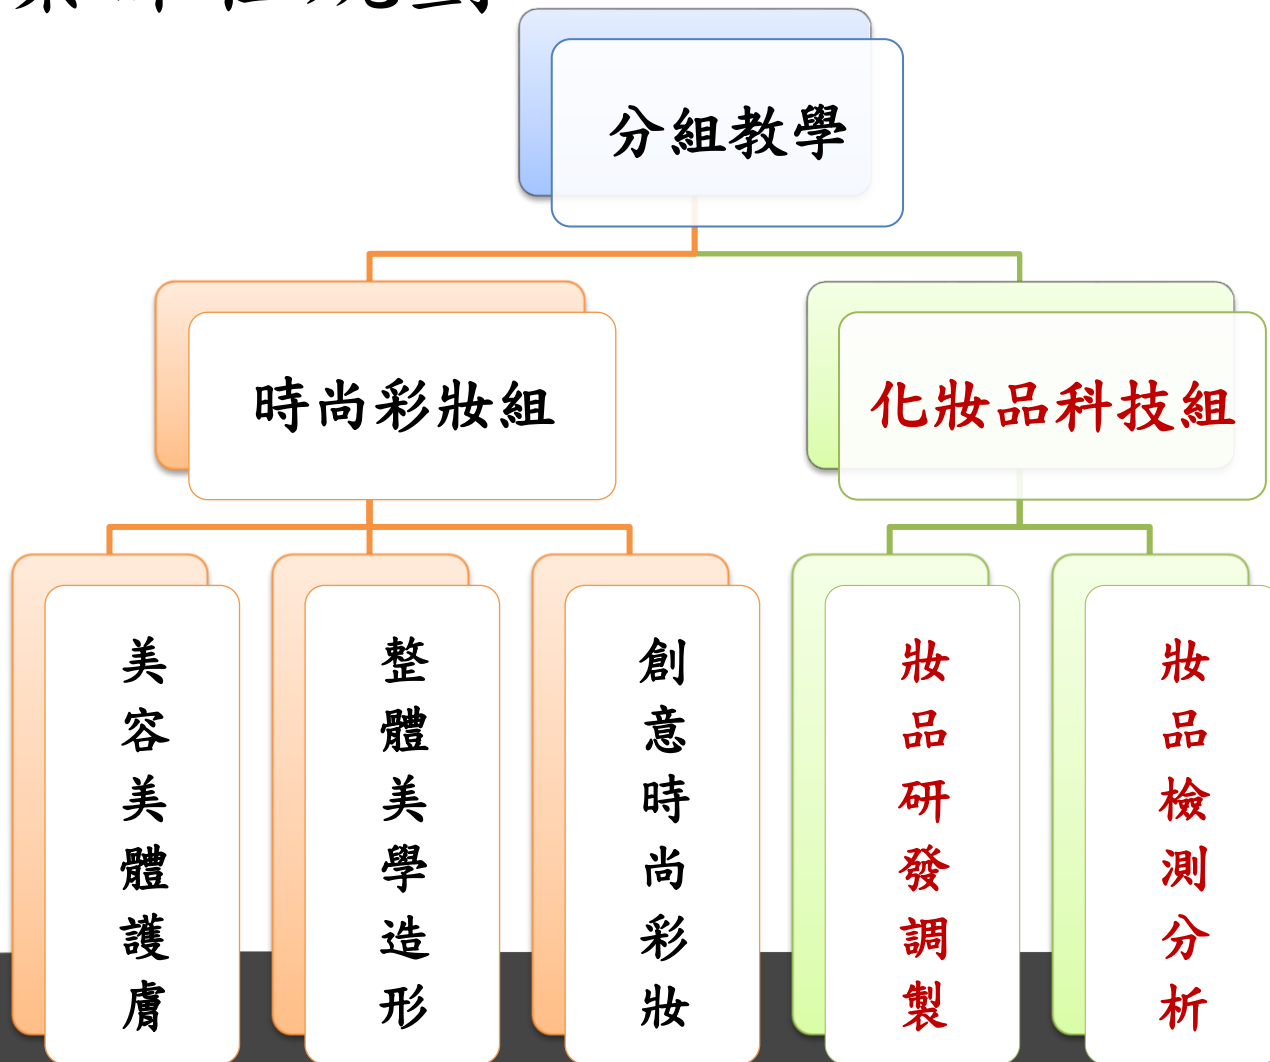 規劃
分組教學
時尚彩妝組
化妝品科技組
美容美體護膚
整體美學造形
創意時尚彩妝
妝品研發調製
妝品檢測分析